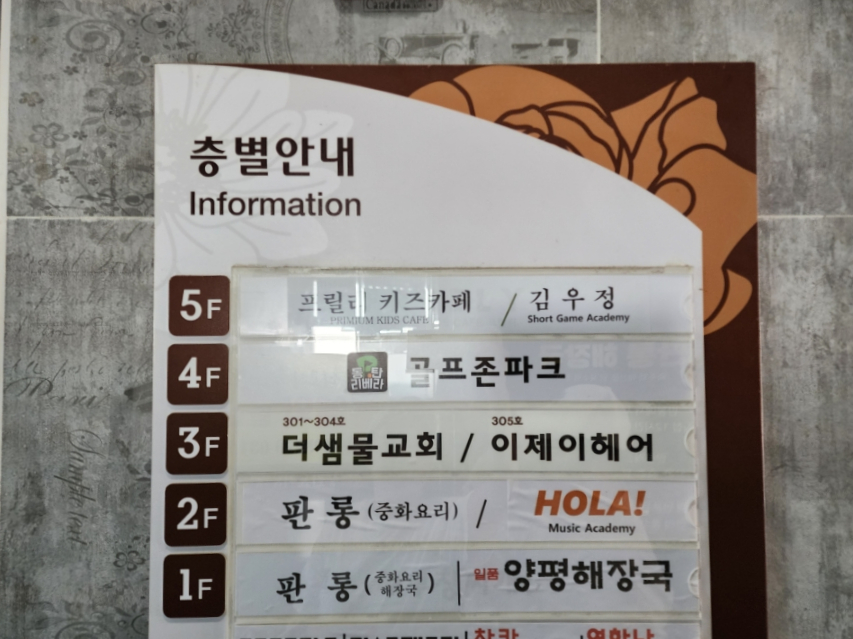 층별안내
Information
5F 프릴리 키즈카페 / 김우정
PRIMIUM KIDS CAFE Short Game Academy
4F 동탄 리베라 골프존파크
301~304호 305호
3F 더샘물교회 / 이제이헤어
2F 판롱 (중화요리) / HOLA!
Music Academy
1F 판롱 (중화요리 해장국) | 일품 양평해장국